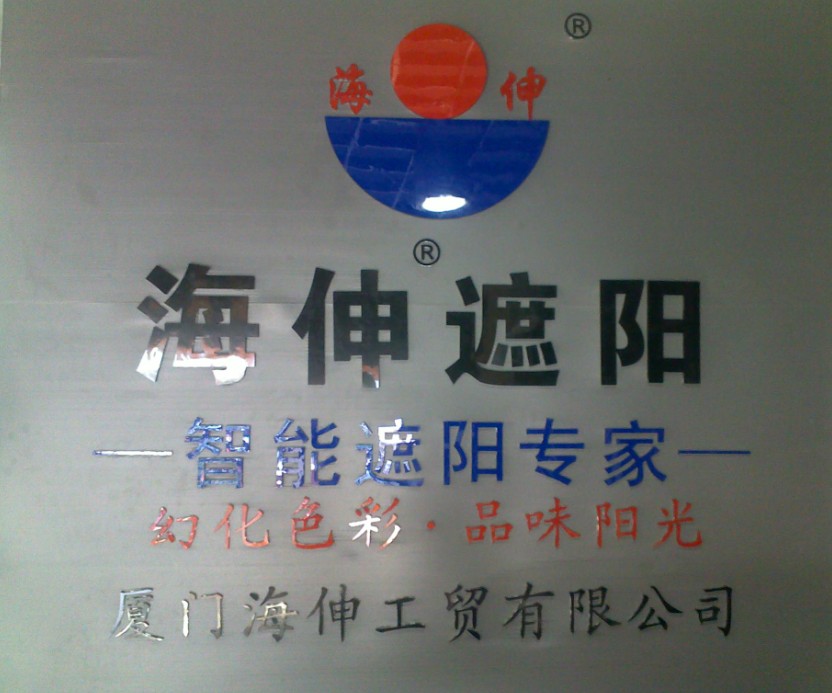 ®
海伸
®
海伸遮阳
—智能遮阳专家—
幻化色彩·品味阳光
厦门海伸工贸有限公司